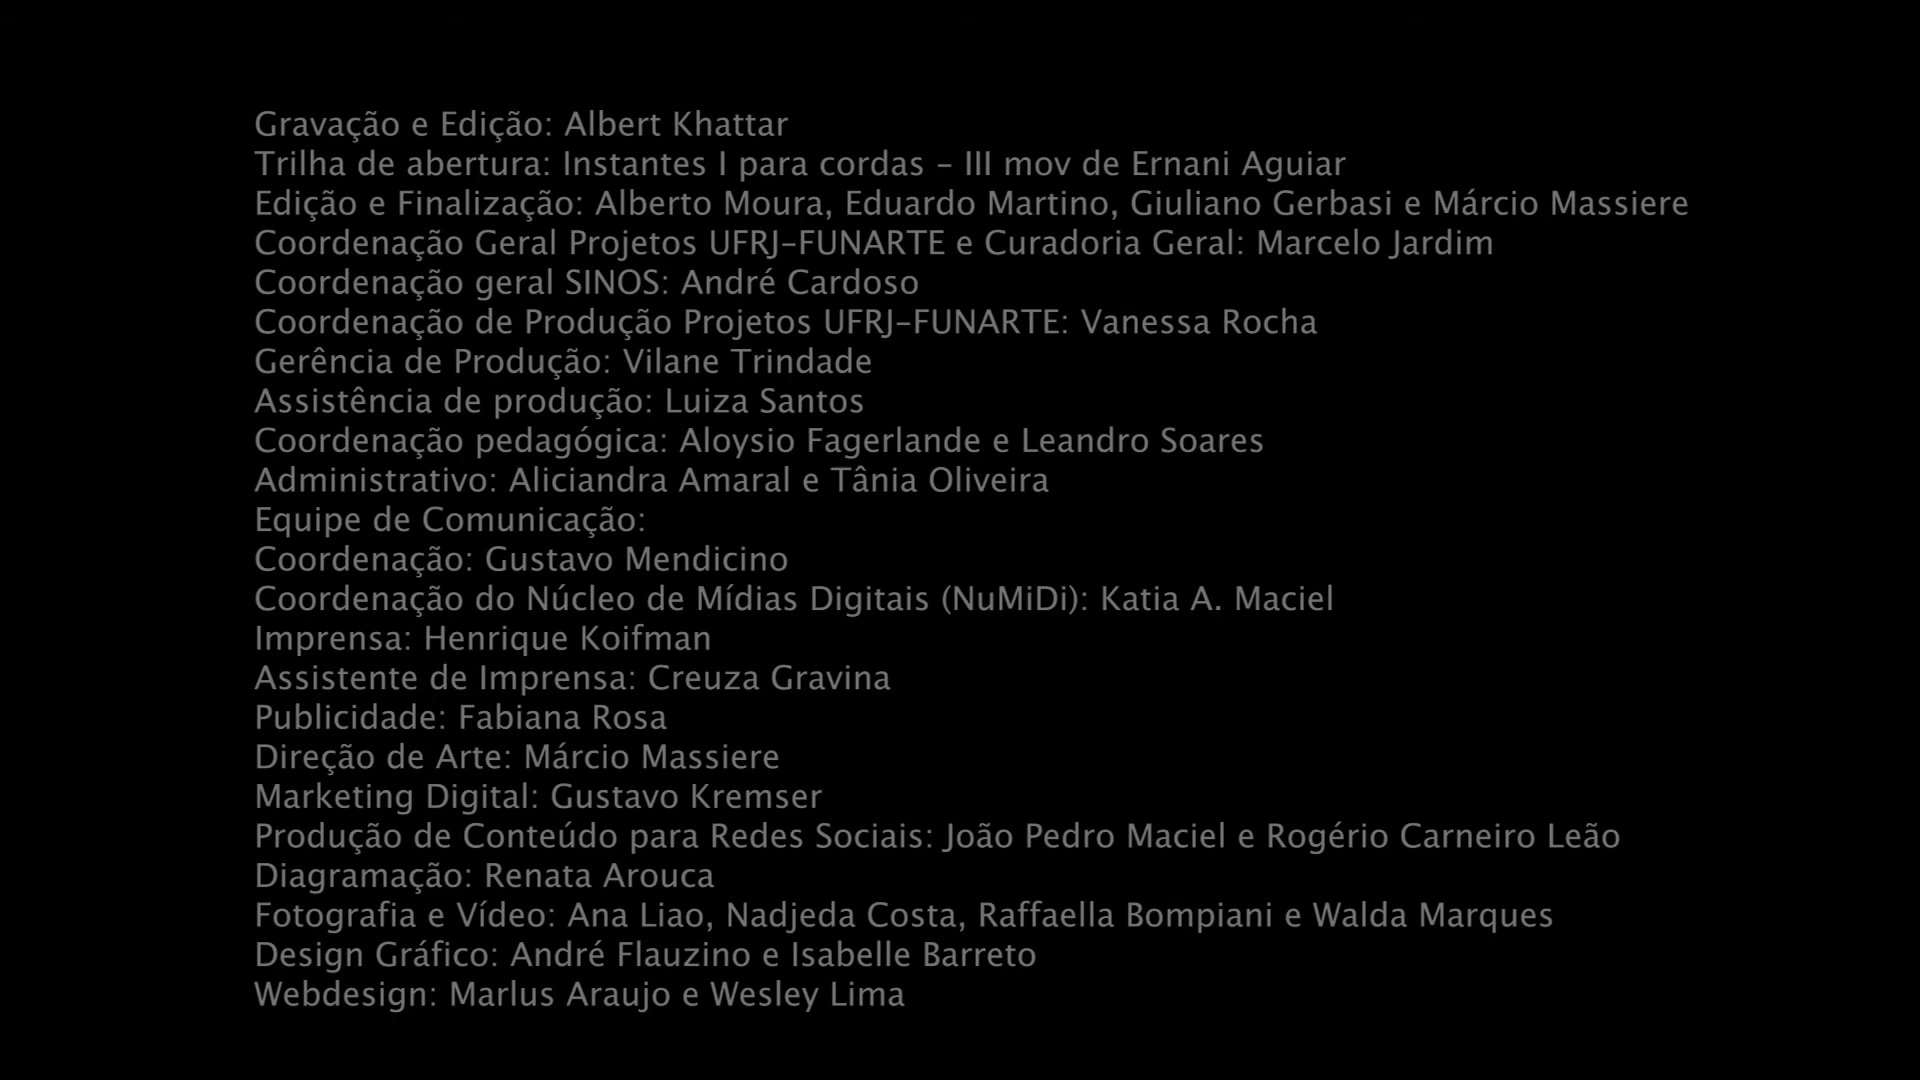 Gravação e Edição: Albert Khattar
Trilha de abertura: Instantes I para cordas – III mov de Ernani Aguiar
Edição e Finalização: Alberto Moura, Eduardo Martino, Giuliano Gerbasi e Márcio Massiere
Coordenação Geral Projetos UFRJ–FUNARTE e Curadoria Geral: Marcelo Jardim
Coordenação geral SINOS: André Cardoso
Coordenação de Produção Projetos UFRJ–FUNARTE: Vanessa Rocha
Gerência de Produção: Vilane Trindade
Assistência de produção: Luiza Santos
Coordenação pedagógica: Aloysio Fagerlande e Leandro Soares
Administrativo: Aliciandra Amaral e Tânia Oliveira
Equipe de Comunicação:
Coordenação: Gustavo Mendicino
Coordenação do Núcleo de Mídias Digitais (NuMiDi): Katia A. Maciel
Imprensa: Henrique Koifman
Assistente de Imprensa: Creuza Gravina
Publicidade: Fabiana Rosa
Direção de Arte: Márcio Massiere
Marketing Digital: Gustavo Kremser
Produção de Conteúdo para Redes Sociais: João Pedro Maciel e Rogério Carneiro Leão
Diagramação: Renata Arouca
Fotografia e Vídeo: Ana Liao, Nadjeda Costa, Raffaella Bompiani e Walda Marques
Design Gráfico: André Flauzino e Isabelle Barreto
Webdesign: Marlus Araujo e Wesley Lima